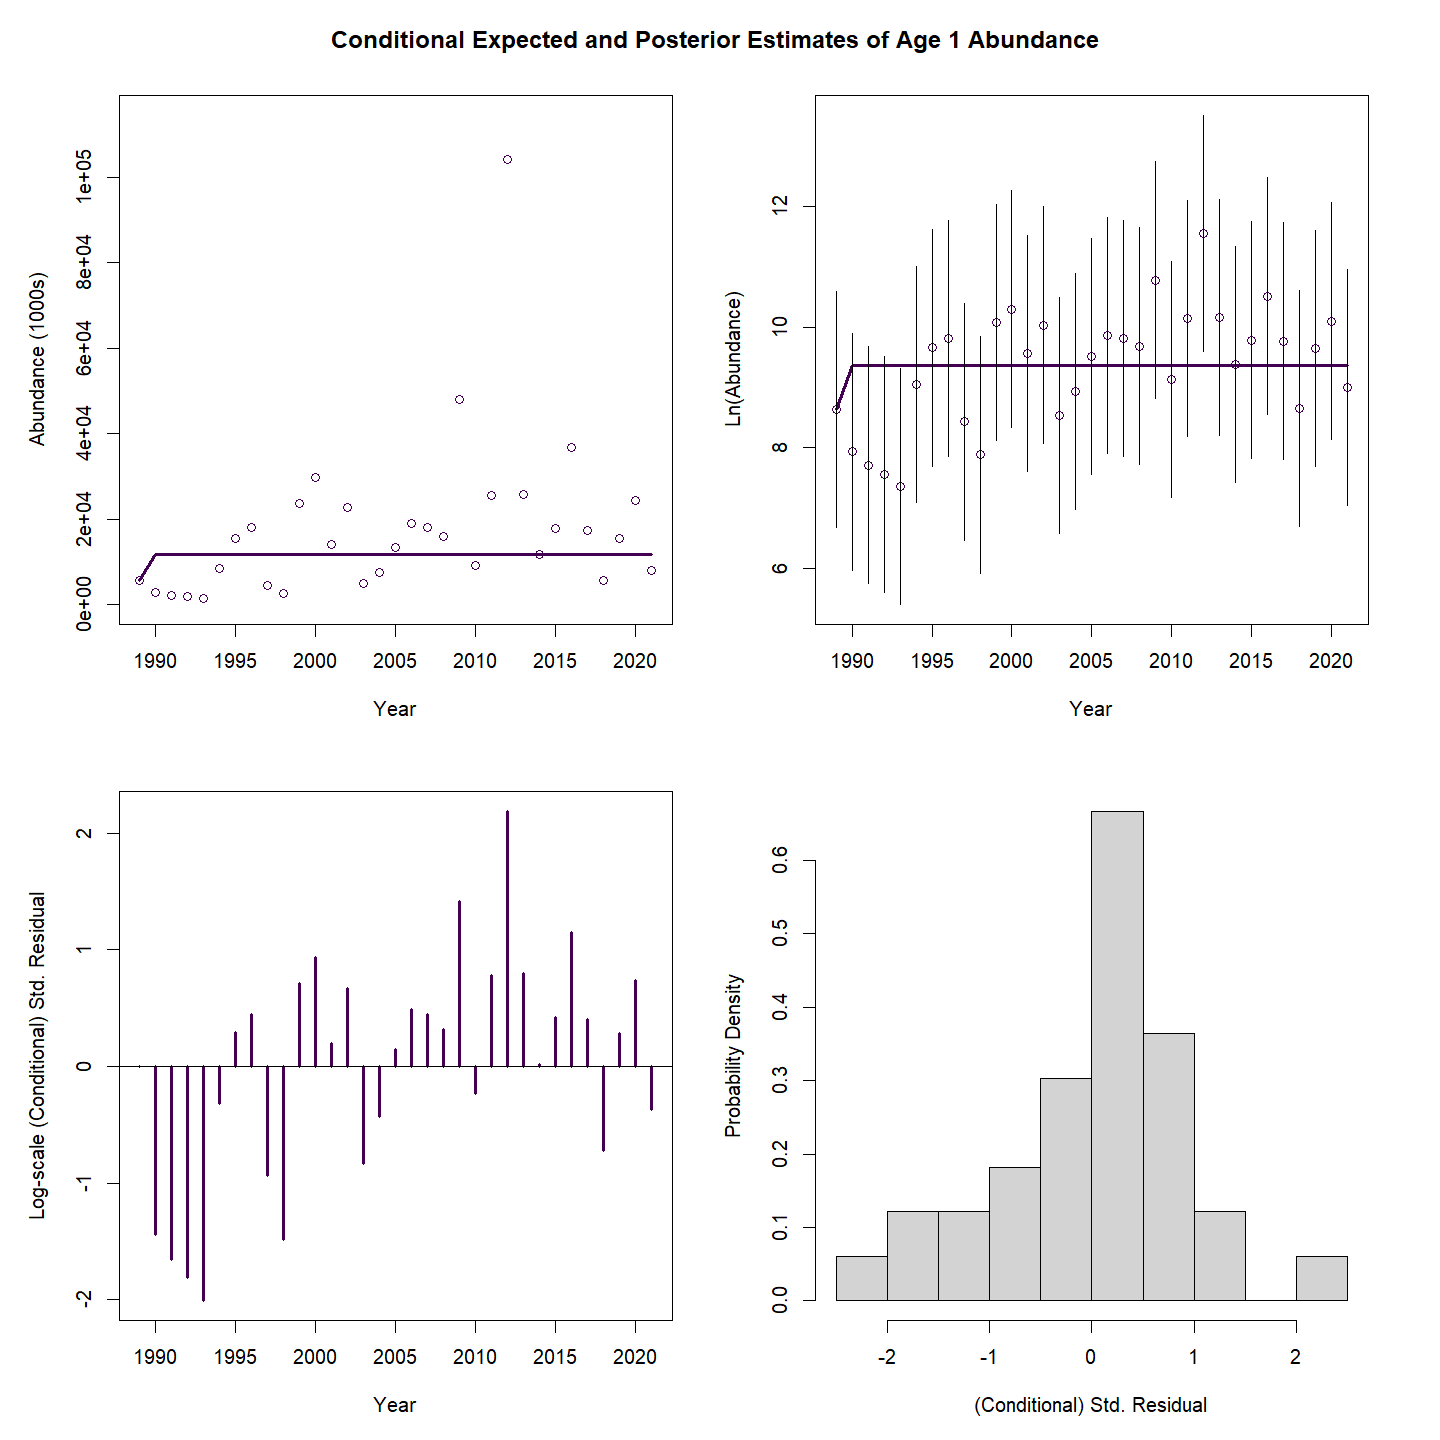 Conditional Expected and Posterior Estimates of Age 1 Abundance
Abundance (1000s)
0e+00 2e+04 4e+04 6e+04 8e+04 1e+05
1990 1995 2000 2005 2010 2015 2020
Year
Ln(Abundance)
6 8 10 12
1990 1995 2000 2005 2010 2015 2020
Year
Log-scale (Conditional) Std. Residual
-2 -1 0 1 2
1990 1995 2000 2005 2010 2015 2020
Year
Probability Density
0.0 0.1 0.2 0.3 0.4 0.5 0.6
-2 -1 0 1 2
(Conditional) Std. Residual